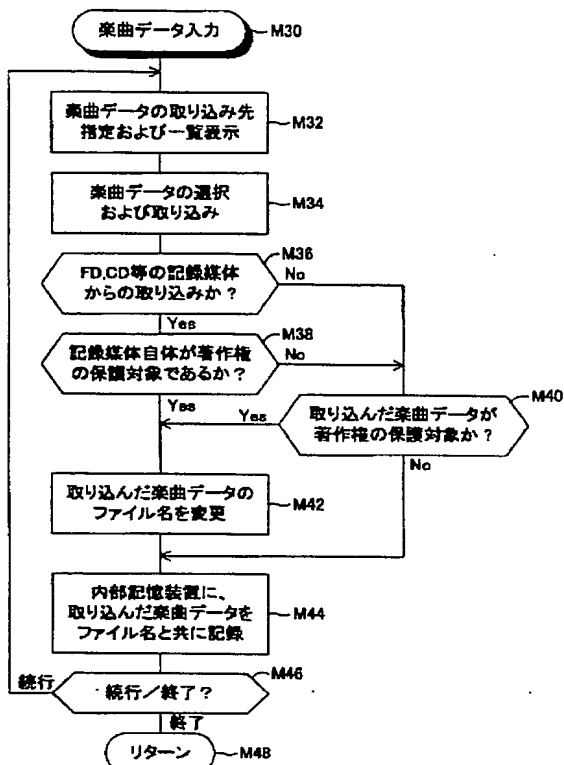 楽曲データ入力
M30
楽曲データの取り込み先
指定および一覧表示
M32
楽曲データの選択
および取り込み
M34
M36
FD,CD等の記録媒体
からの取り込みか？
No
Yes
M38
記録媒体自体が著作権
の保護対象であるか？
No
M40
Yes
Yes
取り込んだ楽曲データが
著作権の保護対象か？
No
取り込んだ楽曲データの
ファイル名を変更
M42
内部記憶装置に、
取り込んだ楽曲データを
ファイル名と共に記録
M44
M46
続行
続行／終了？
終了
リターン
M48